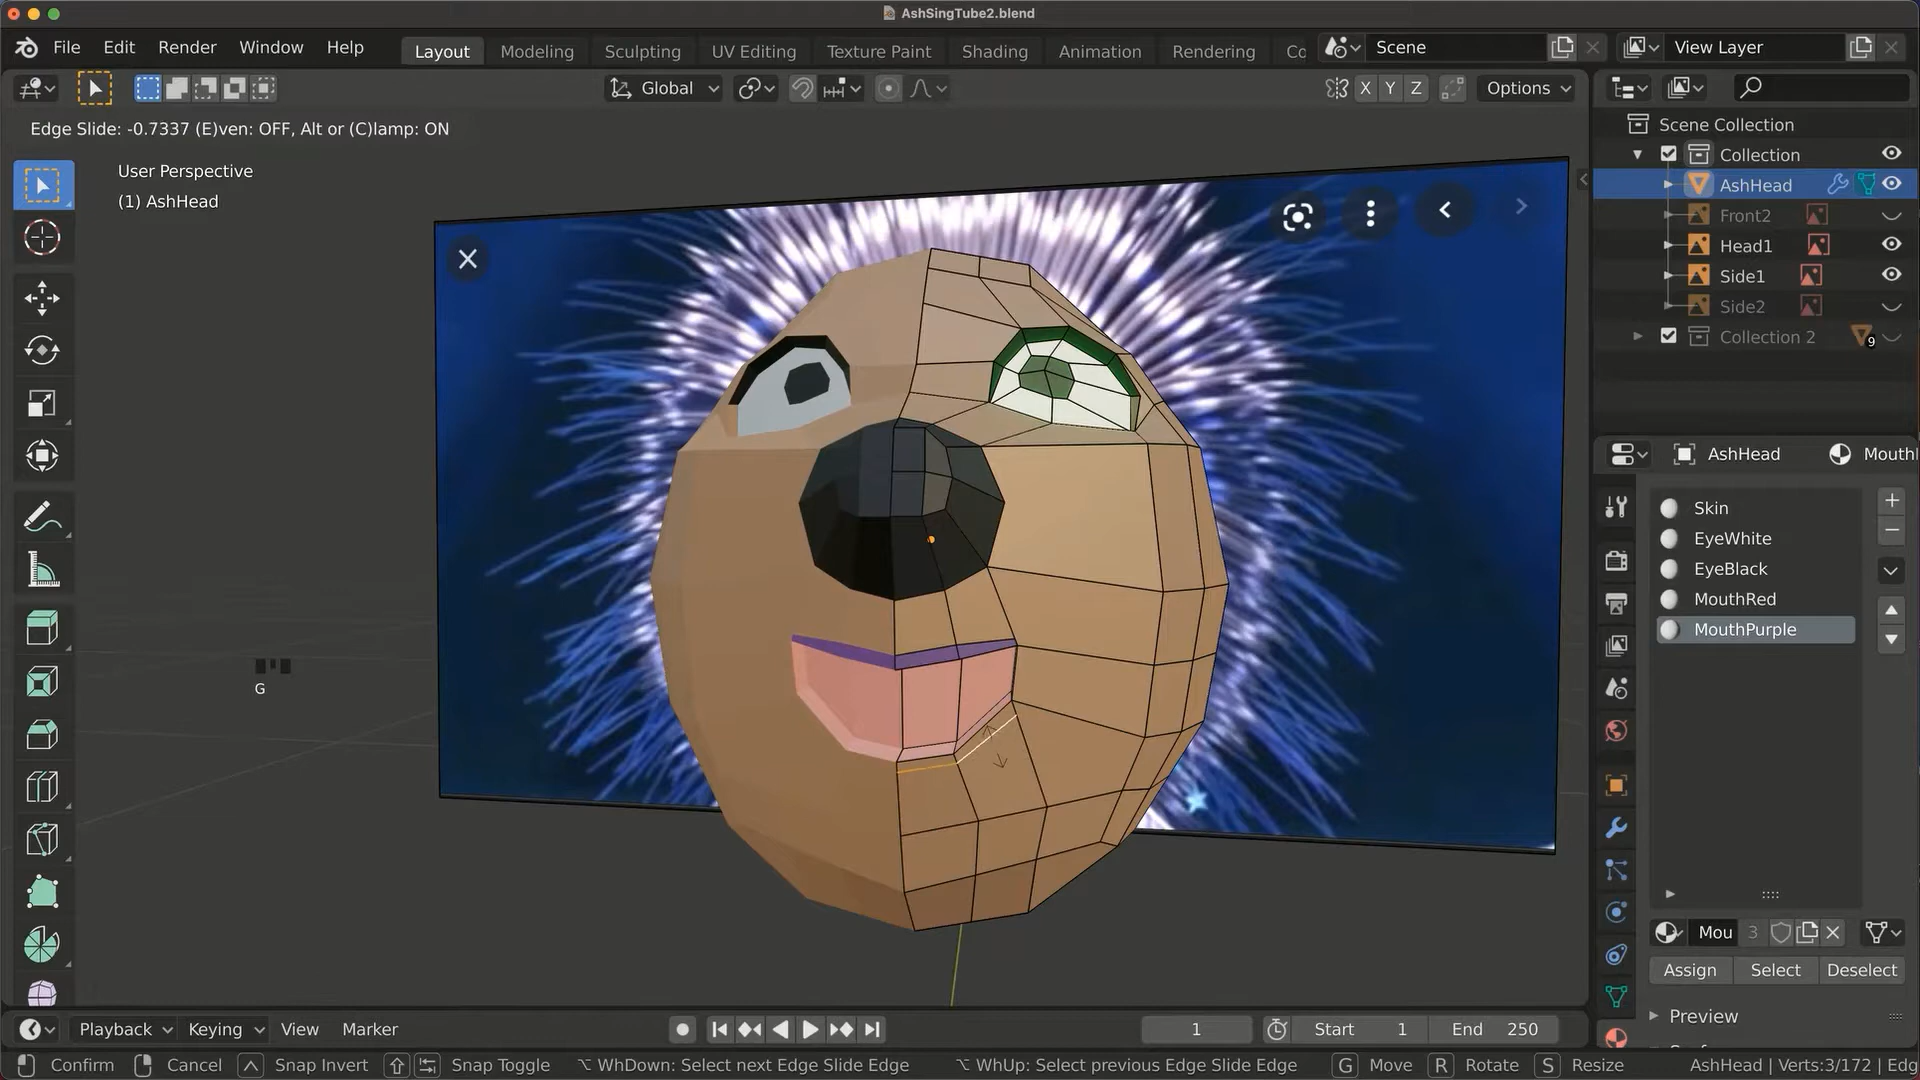 AshSingTube2.blend
File Edit Render Window Help Layout Modeling Sculpting UV Editing Texture Paint Shading Animation Rendering Co Scene View Layer
Global X Y Z Options
Edge Slide: -0.7337 (E)ven: OFF, Alt or (C)lamp: ON
User Perspective
(1) AshHead
Scene Collection
Collection
AshHead
Front2
Head1
Side1
Side2
Collection 2 9
AshHead Mouth
Skin
EyeWhite
EyeBlack
MouthRed
MouthPurple
G
Mou 3
Assign Select Deselect
Preview
Playback Keying View Marker 1 Start 1 End 250
Confirm Cancel Snap Invert Snap Toggle ⌥ WhDown: Select next Edge Slide Edge ⌥ WhUp: Select previous Edge Slide Edge G Move R Rotate S Resize AshHead | Verts:3/172 | Edg